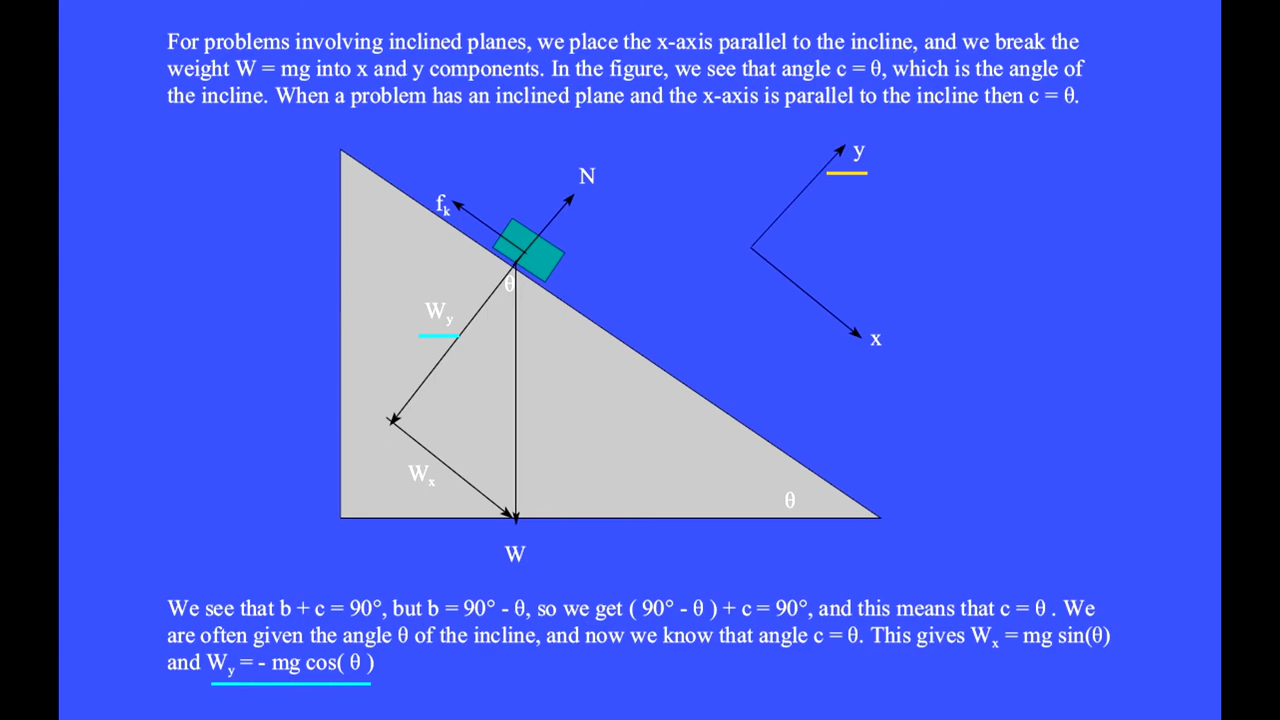 For problems involving inclined planes, we place the x-axis parallel to the incline, and we break the
weight W = mg into x and y components. In the figure, we see that angle c = θ, which is the angle of
the incline. When a problem has an inclined plane and the x-axis is parallel to the incline then c = θ.
y
N
fk
θ
Wy
x
Wx
θ
W
We see that b + c = 90°, but b = 90° - θ, so we get ( 90° - θ ) + c = 90°, and this means that c = θ . We
are often given the angle θ of the incline, and now we know that angle c = θ. This gives Wx = mg sin(θ)
and Wy = - mg cos( θ )